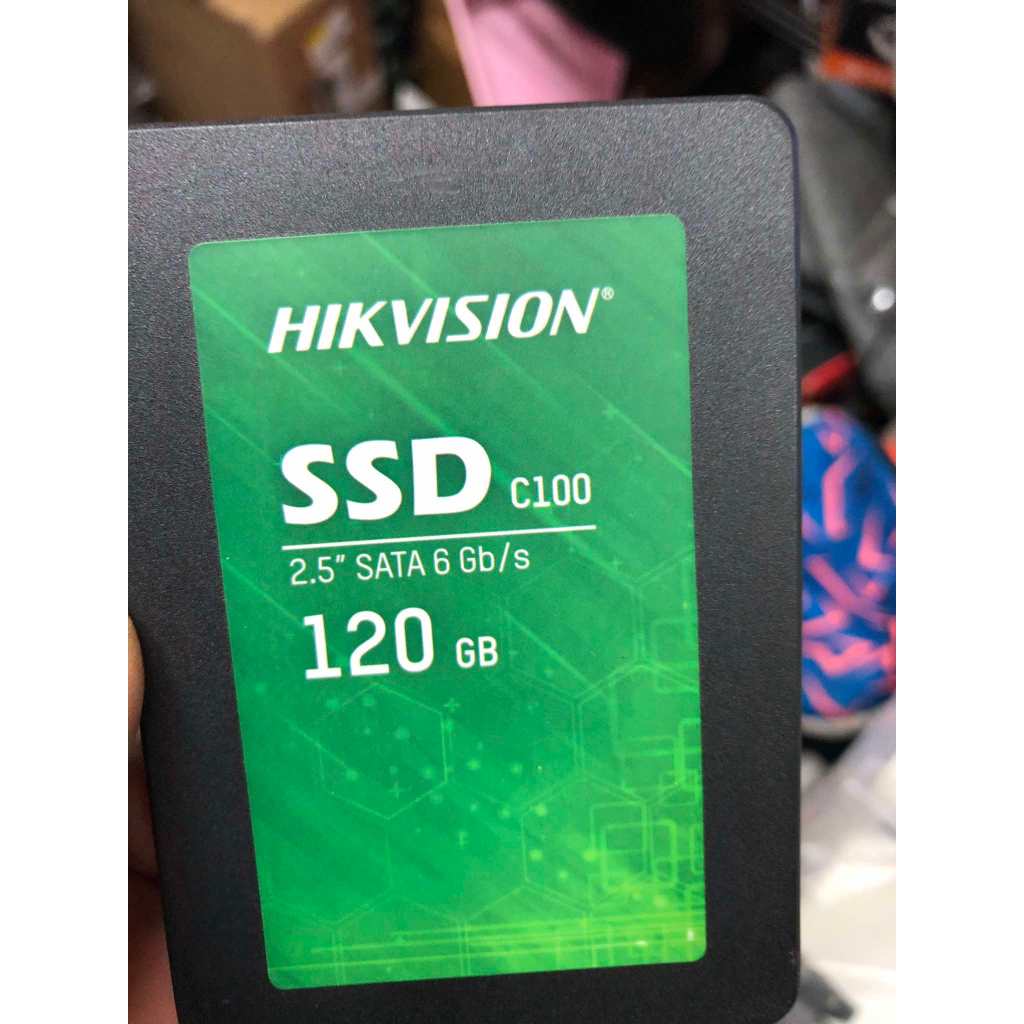 HIKVISION®
SSD C100
2.5" SATA 6 Gb/s
120 GB